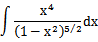 ∫ x⁴/(1 − x²)^{5/2} dx